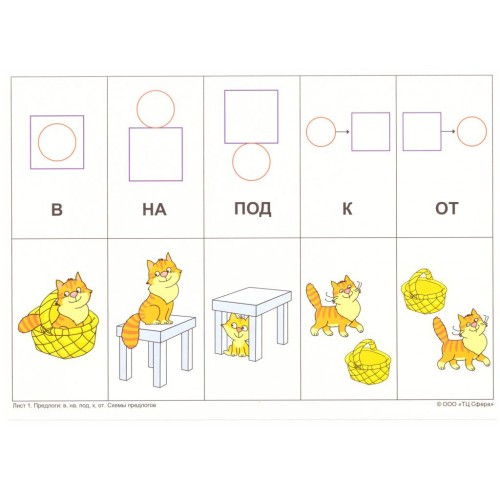 В НА ПОД К ОТ
Лист 1. Предлоги: в, на, под, к, от. Схемы предлогов © ООО «ТЦ Сфера»